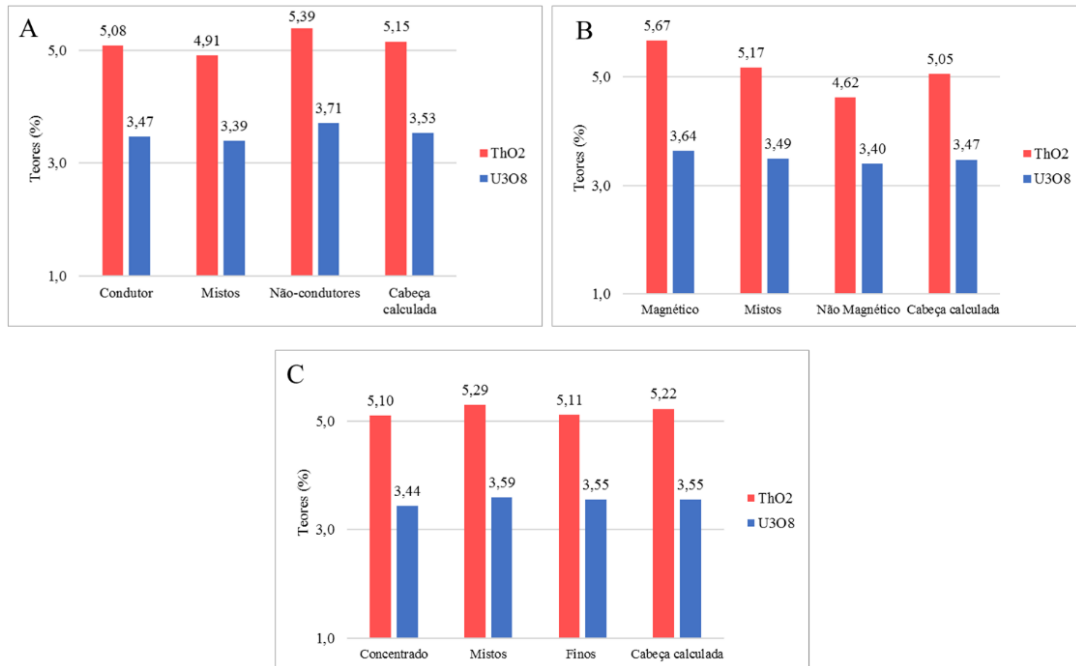 A
5,08
4,91
5,39
5,15
5,0
3,47
3,39
3,71
3,53
3,0
1,0
Teores (%)
ThO2
U3O8
Condutor
Mistos
Não-condutores
Cabeça
calculada
B
5,67
5,17
4,62
5,05
5,0
3,64
3,49
3,40
3,47
3,0
1,0
Teores (%)
ThO2
U3O8
Magnético
Mistos
Não Magnético
Cabeça calculada
C
5,10
5,29
5,11
5,22
5,0
3,44
3,59
3,55
3,55
3,0
1,0
Teores (%)
ThO2
U3O8
Concentrado
Mistos
Finos
Cabeça calculada